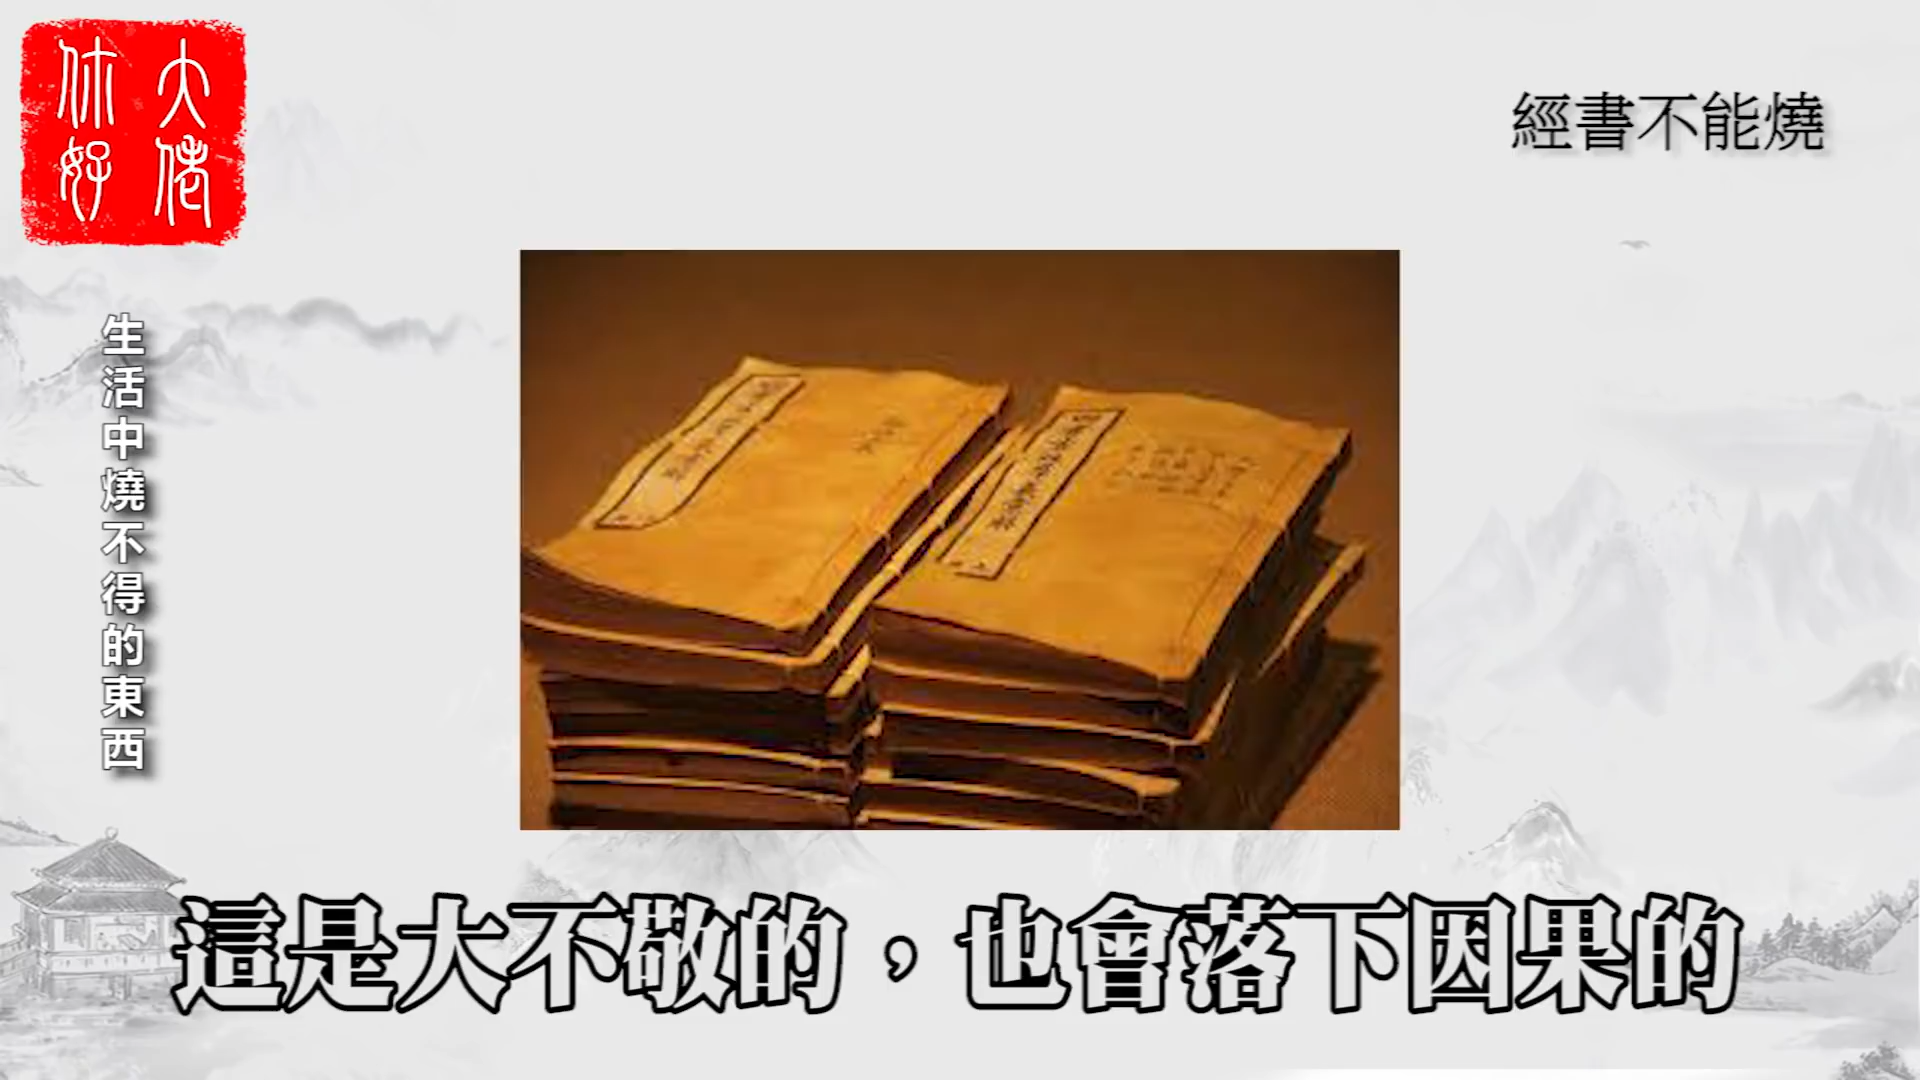 大佬
休好
經書不能燒
生活中燒不得的東西
這是大不敬的，也會落下因果的